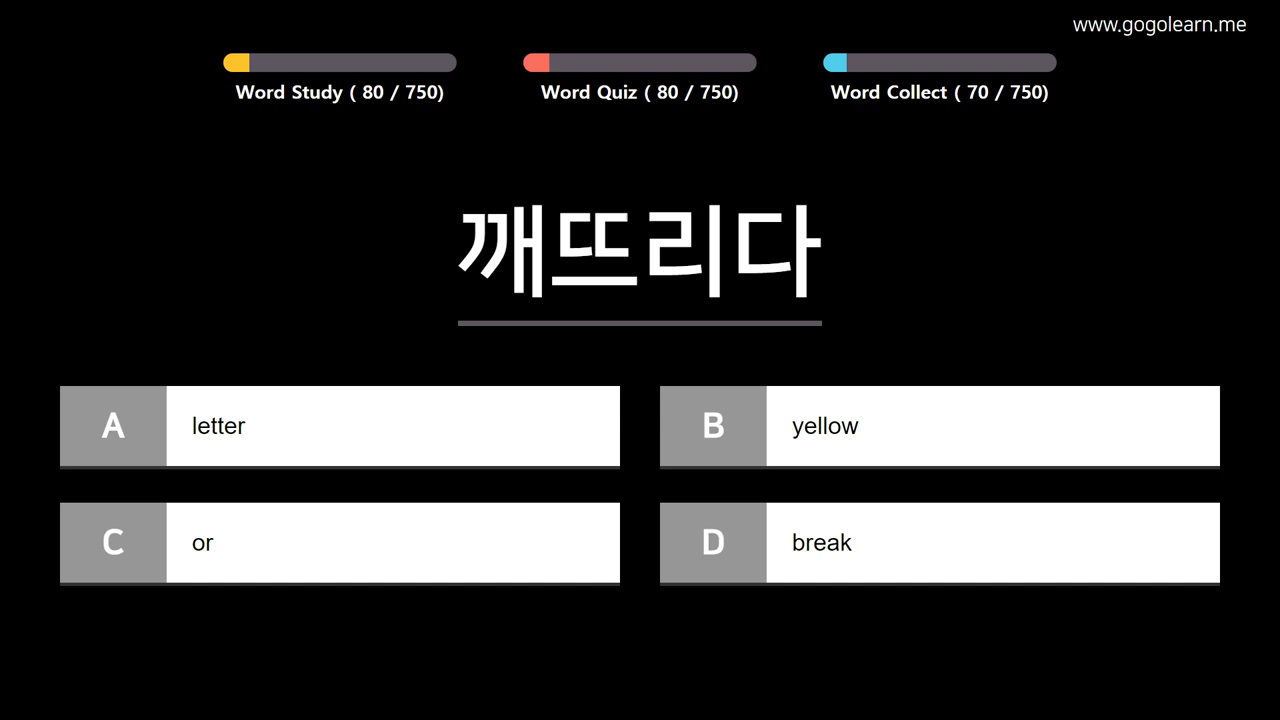 www.gogolearn.me
Word Study ( 80 / 750)
Word Quiz ( 80 / 750)
Word Collect ( 70 / 750)
깨뜨리다
A letter
B yellow
C or
D break